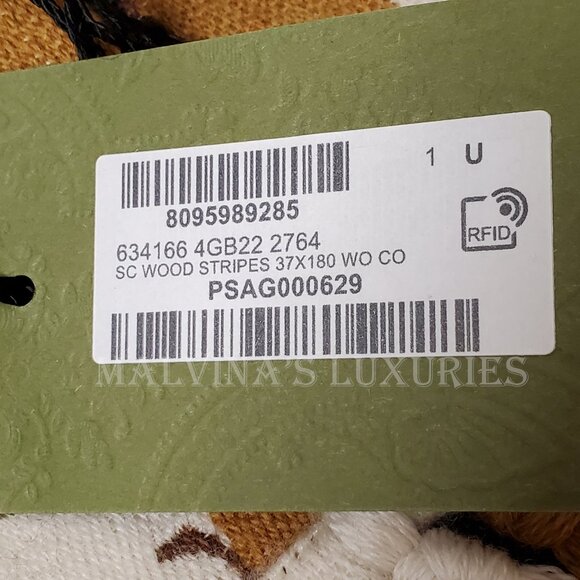 1 U
8095989285
RFID
634166 4GB22 2764
SC WOOD STRIPES 37X180 WO CO
PSAG000629
MALVINA'S LUXURIES